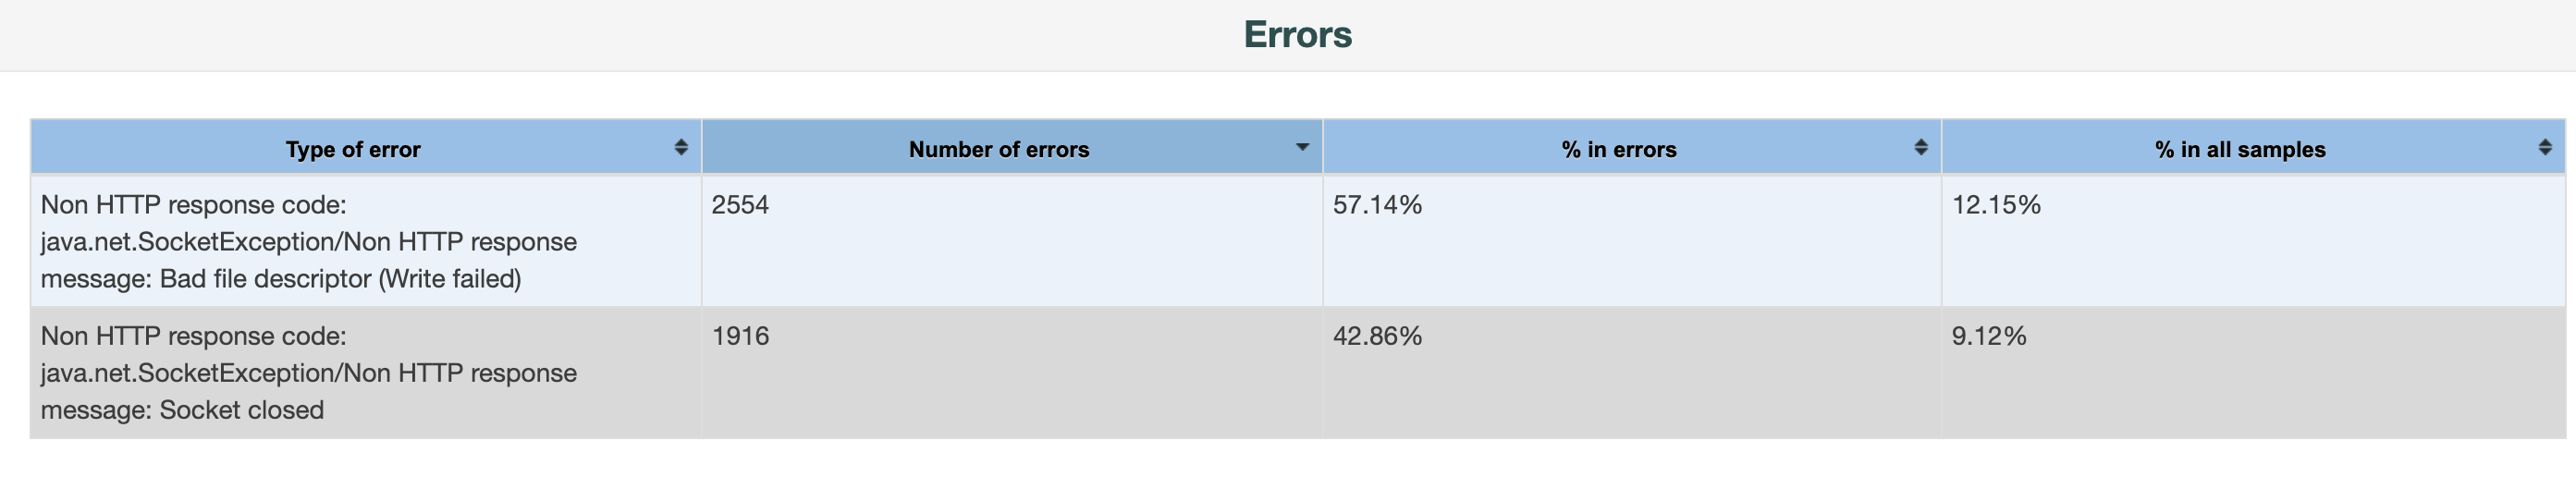 Errors
Type of error
Number of errors
% in errors
% in all samples
Non HTTP response code:
java.net.SocketException/Non HTTP response
message: Bad file descriptor (Write failed)
2554
57.14%
12.15%
Non HTTP response code:
java.net.SocketException/Non HTTP response
message: Socket closed
1916
42.86%
9.12%